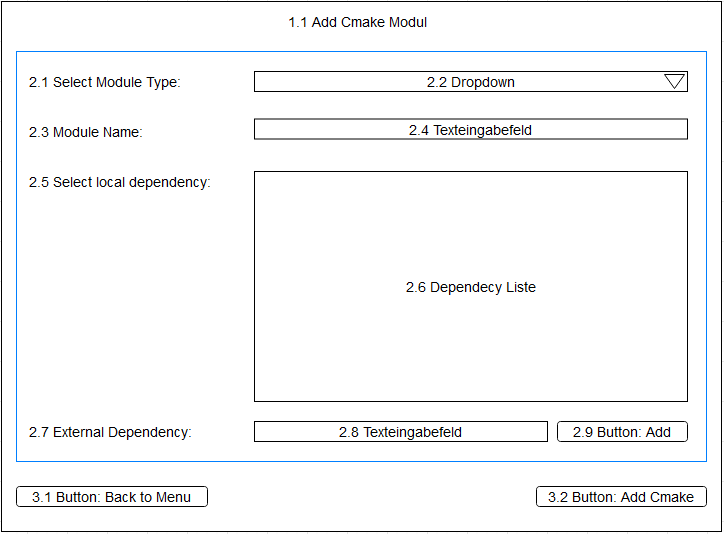 1.1 Add Cmake Modul
2.1 Select Module Type:
2.2 Dropdown
2.3 Module Name:
2.4 Texteingabefeld
2.5 Select local dependency:
2.6 Dependecy Liste
2.7 External Dependency:
2.8 Texteingabefeld
2.9 Button: Add
3.1 Button: Back to Menu
3.2 Button: Add Cmake